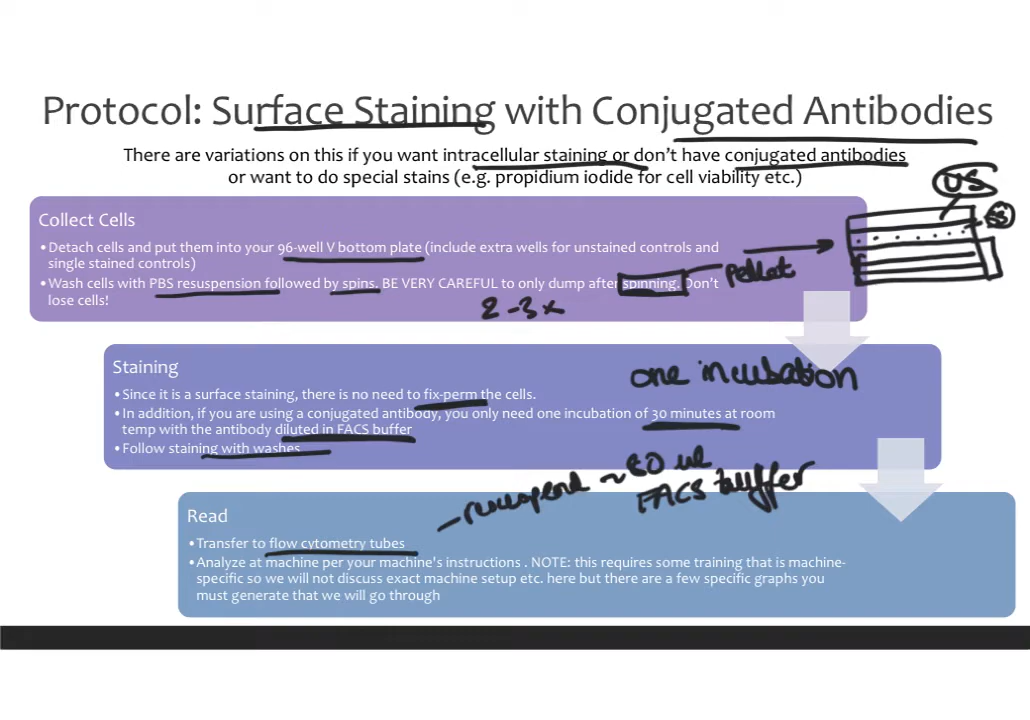 Protocol: Surface Staining with Conjugated Antibodies
There are variations on this if you want intracellular staining or don't have conjugated antibodies
or want to do special stains (e.g. propidium iodide for cell viability etc.)
US
SS
Collect Cells
•Detach cells and put them into your 96-well V bottom plate (include extra wells for unstained controls and
single stained controls)
•Wash cells with PBS resuspension followed by spins. BE VERY CAREFUL to only dump after spinning. Don't
lose cells!
pellet
2-3x
Staining
one incubation
•Since it is a surface staining, there is no need to fix-perm the cells.
•In addition, if you are using a conjugated antibody, you only need one incubation of 30 minutes at room
temp with the antibody diluted in FACS buffer
•Follow staining with washes
- resuspend ~ 80 ul
FACS buffer
Read
•Transfer to flow cytometry tubes
•Analyze at machine per your machine's instructions . NOTE: this requires some training that is machine-
specific so we will not discuss exact machine setup etc. here but there are a few specific graphs you
must generate that we will go through